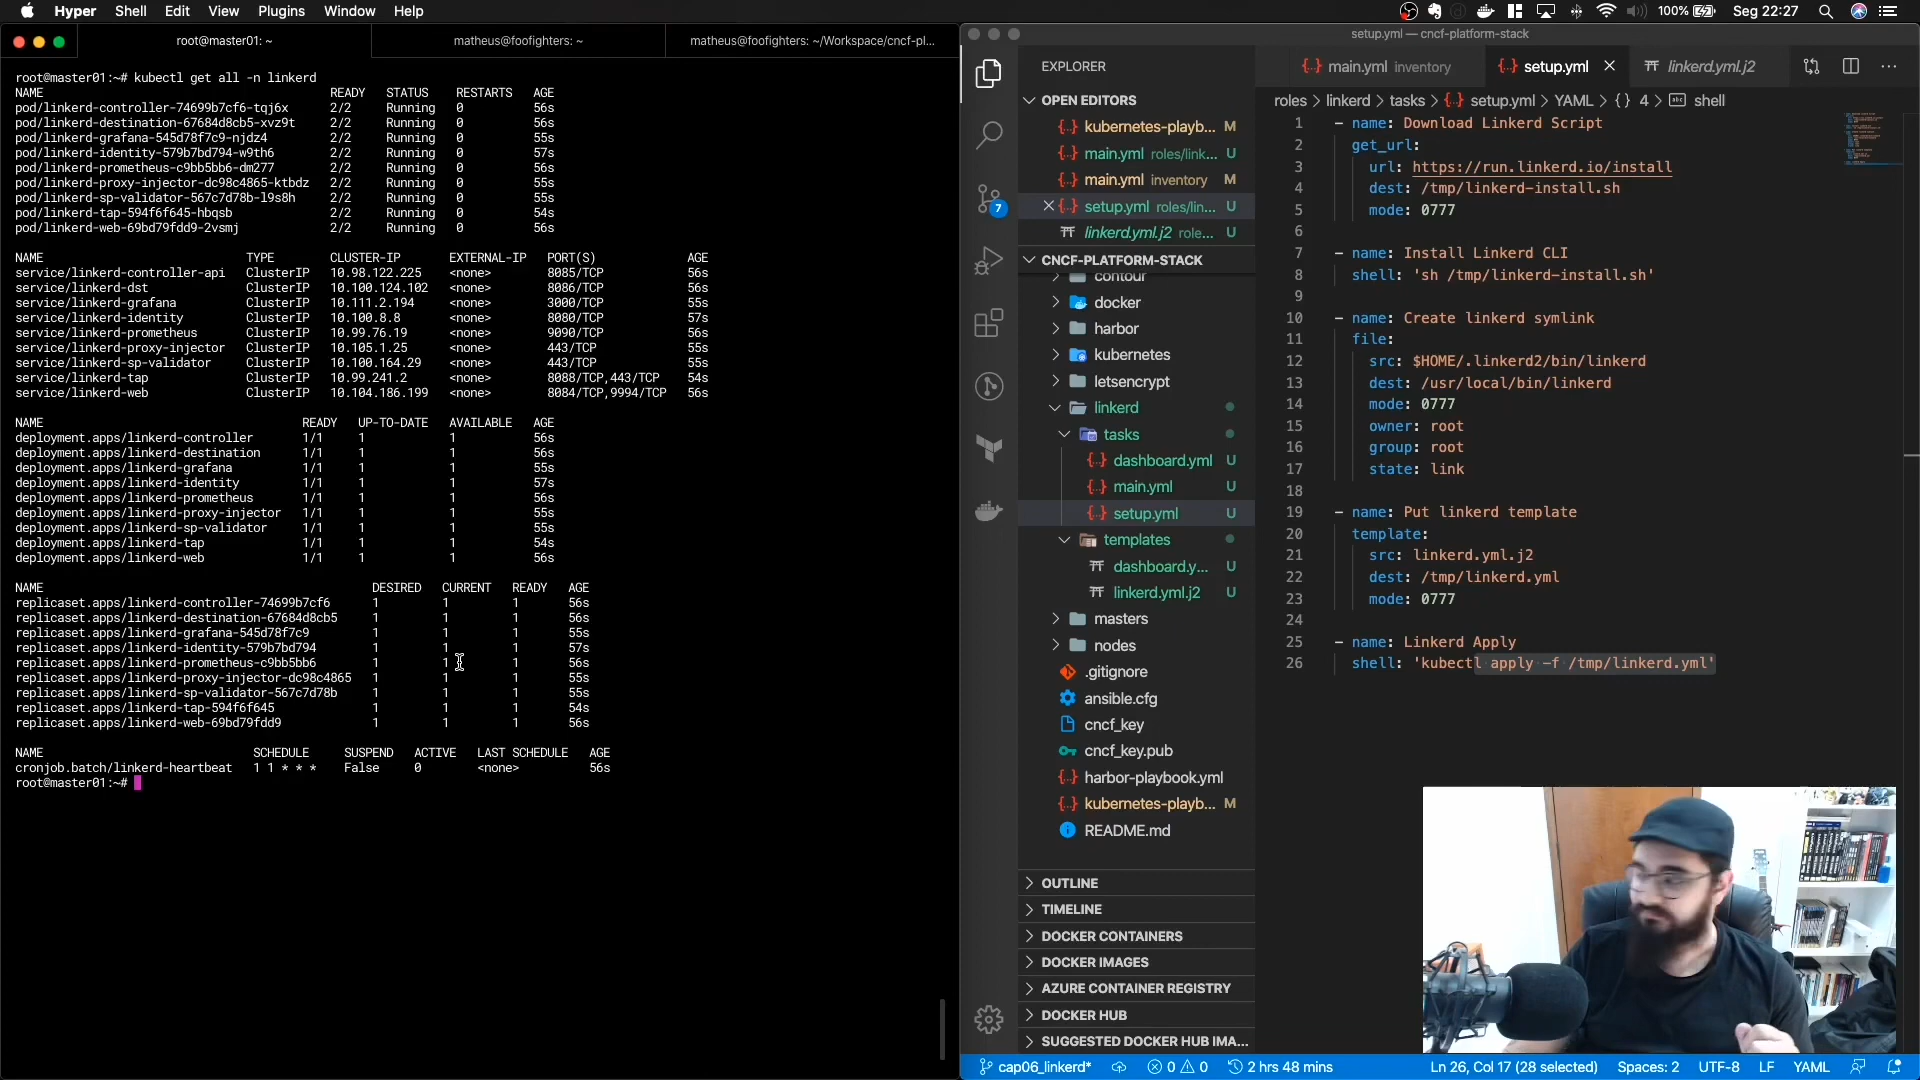 Hyper Shell Edit View Plugins Window Help
100% Seg 22:27
root@master01: ~
matheus@foofighters: ~
matheus@foofighters: ~/Workspace/cncf-pl...
root@master01:~# kubectl get all -n linkerd
NAME READY STATUS RESTARTS AGE
pod/linkerd-controller-74699b7cf6-tqj6x 2/2 Running 0 56s
pod/linkerd-destination-67684d8cb5-xvz9t 2/2 Running 0 56s
pod/linkerd-grafana-545d78f7c9-njdz4 2/2 Running 0 55s
pod/linkerd-identity-579b7bd794-w9th6 2/2 Running 0 57s
pod/linkerd-prometheus-c9bb5bb6-dm277 2/2 Running 0 56s
pod/linkerd-proxy-injector-dc98c4865-ktbdz 2/2 Running 0 55s
pod/linkerd-sp-validator-567c7d78b-l9s8h 2/2 Running 0 55s
pod/linkerd-tap-594f6f645-hbqsb 2/2 Running 0 54s
pod/linkerd-web-69bd79fdd9-2vsmj 2/2 Running 0 56s
NAME TYPE CLUSTER-IP EXTERNAL-IP PORT(S) AGE
service/linkerd-controller-api ClusterIP 10.98.122.225 <none> 8085/TCP 56s
service/linkerd-dst ClusterIP 10.100.124.102 <none> 8086/TCP 56s
service/linkerd-grafana ClusterIP 10.111.2.194 <none> 3000/TCP 55s
service/linkerd-identity ClusterIP 10.100.8.8 <none> 8080/TCP 57s
service/linkerd-prometheus ClusterIP 10.99.76.19 <none> 9090/TCP 56s
service/linkerd-proxy-injector ClusterIP 10.105.1.25 <none> 443/TCP 55s
service/linkerd-sp-validator ClusterIP 10.100.164.29 <none> 443/TCP 55s
service/linkerd-tap ClusterIP 10.99.241.2 <none> 8088/TCP,443/TCP 54s
service/linkerd-web ClusterIP 10.104.186.199 <none> 8084/TCP,9994/TCP 56s
NAME READY UP-TO-DATE AVAILABLE AGE
deployment.apps/linkerd-controller 1/1 1 1 56s
deployment.apps/linkerd-destination 1/1 1 1 56s
deployment.apps/linkerd-grafana 1/1 1 1 55s
deployment.apps/linkerd-identity 1/1 1 1 57s
deployment.apps/linkerd-prometheus 1/1 1 1 56s
deployment.apps/linkerd-proxy-injector 1/1 1 1 55s
deployment.apps/linkerd-sp-validator 1/1 1 1 55s
deployment.apps/linkerd-tap 1/1 1 1 54s
deployment.apps/linkerd-web 1/1 1 1 56s
NAME DESIRED CURRENT READY AGE
replicaset.apps/linkerd-controller-74699b7cf6 1 1 1 56s
replicaset.apps/linkerd-destination-67684d8cb5 1 1 1 56s
replicaset.apps/linkerd-grafana-545d78f7c9 1 1 1 55s
replicaset.apps/linkerd-identity-579b7bd794 1 1 1 57s
replicaset.apps/linkerd-prometheus-c9bb5bb6 1 1 1 56s
replicaset.apps/linkerd-proxy-injector-dc98c4865 1 1 1 55s
replicaset.apps/linkerd-sp-validator-567c7d78b 1 1 1 55s
replicaset.apps/linkerd-tap-594f6f645 1 1 1 54s
replicaset.apps/linkerd-web-69bd79fdd9 1 1 1 56s
NAME SCHEDULE SUSPEND ACTIVE LAST SCHEDULE AGE
cronjob.batch/linkerd-heartbeat 1 1 * * * False 0 <none> 56s
root@master01:~#
setup.yml — cncf-platform-stack
EXPLORER
OPEN EDITORS
kubernetes-playb... M
main.yml roles/link... U
main.yml inventory M
setup.yml roles/lin... U
linkerd.yml.j2 role... U
CNCF-PLATFORM-STACK
contour
docker
harbor
kubernetes
letsencrypt
linkerd
tasks
dashboard.yml U
main.yml U
setup.yml U
templates
dashboard.y... U
linkerd.yml.j2 U
masters
nodes
.gitignore
ansible.cfg
cncf_key
cncf_key.pub
harbor-playbook.yml
kubernetes-playb... M
README.md
OUTLINE
TIMELINE
DOCKER CONTAINERS
DOCKER IMAGES
AZURE CONTAINER REGISTRY
DOCKER HUB
SUGGESTED DOCKER HUB IMA...
7
main.yml inventory
setup.yml
linkerd.yml.j2
roles > linkerd > tasks > setup.yml > YAML > {} 4 > shell
1 - name: Download Linkerd Script
2 get_url:
3 url: https://run.linkerd.io/install
4 dest: /tmp/linkerd-install.sh
5 mode: 0777
6
7 - name: Install Linkerd CLI
8 shell: 'sh /tmp/linkerd-install.sh'
9
10 - name: Create linkerd symlink
11 file:
12 src: $HOME/.linkerd2/bin/linkerd
13 dest: /usr/local/bin/linkerd
14 mode: 0777
15 owner: root
16 group: root
17 state: link
18
19 - name: Put linkerd template
20 template:
21 src: linkerd.yml.j2
22 dest: /tmp/linkerd.yml
23 mode: 0777
24
25 - name: Linkerd Apply
26 shell: 'kubectl apply -f /tmp/linkerd.yml'
cap06_linkerd* 0 0 2 hrs 48 mins
Ln 26, Col 17 (28 selected) Spaces: 2 UTF-8 LF YAML